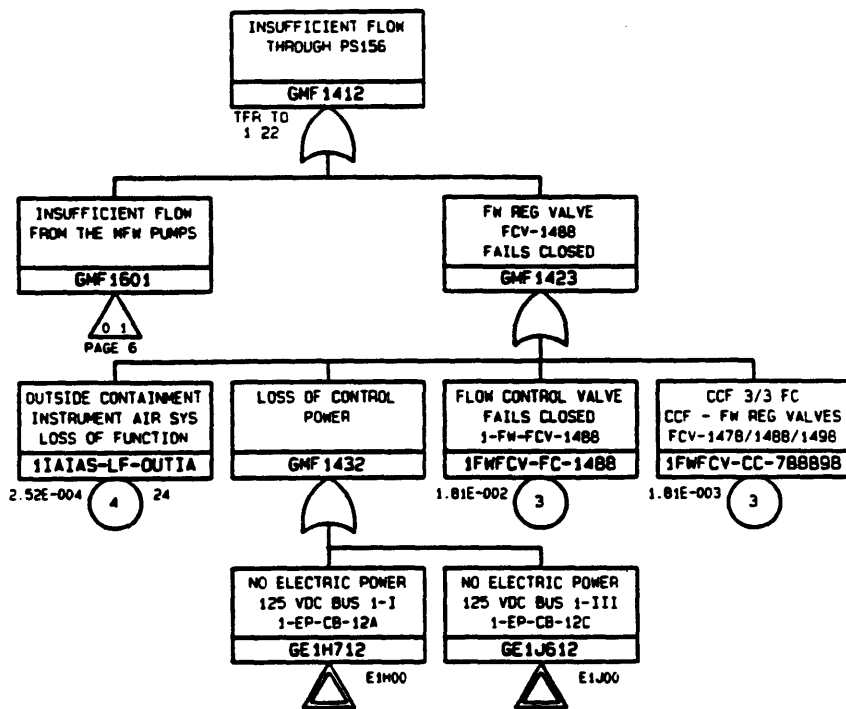 INSUFFICIENT FLOW
THROUGH PS156
GMF1412
TFR TO
1 22
INSUFFICIENT FLOW
FROM THE MFW PUMPS
GMF1601
0 1
PAGE 6
FW REG VALVE
FCV-1488
FAILS CLOSED
GMF1423
OUTSIDE CONTAINMENT
INSTRUMENT AIR SYS
LOSS OF FUNCTION
1IAIAS-LF-OUTIA
2.52E-004
4
24
LOSS OF CONTROL
POWER
GMF1432
FLOW CONTROL VALVE
FAILS CLOSED
1-FW-FCV-1488
1FWFCV-FC-1488
1.81E-002
3
CCF 3/3 FC
CCF - FW REG VALVES
FCV-1478/1488/1498
1FWFCV-CC-788898
1.81E-003
3
NO ELECTRIC POWER
125 VDC BUS 1-I
1-EP-CB-12A
GE1H712
E1H00
NO ELECTRIC POWER
125 VDC BUS 1-III
1-EP-CB-12C
GE1J612
E1J00